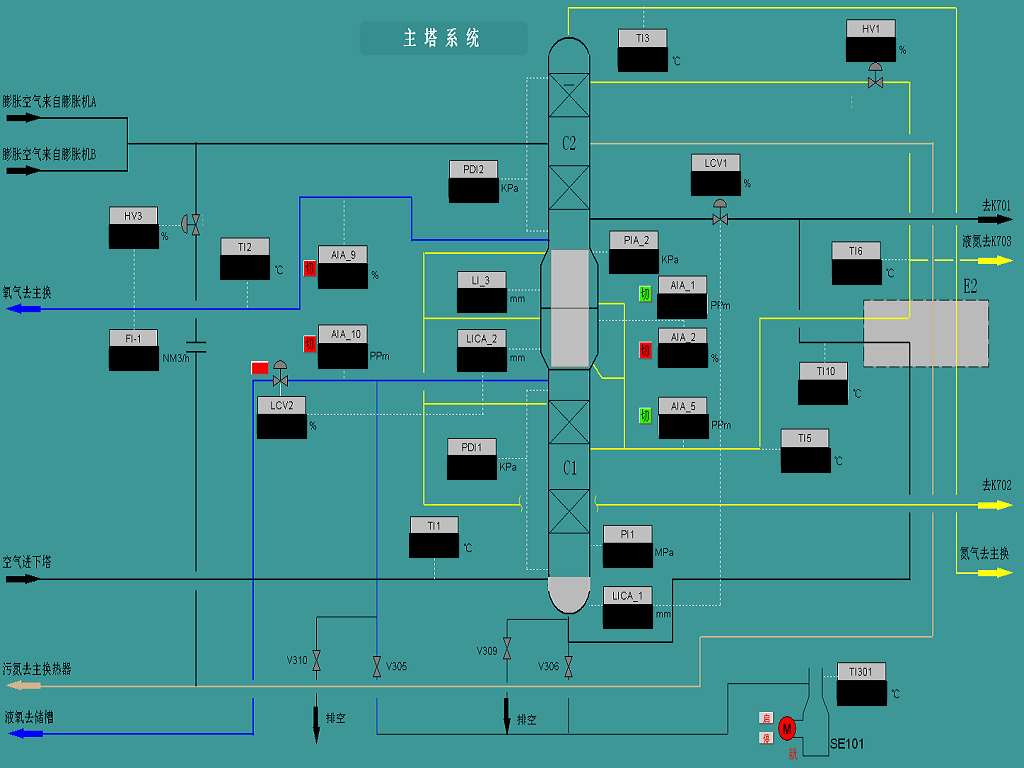 主塔系统
TI3
℃
HV1
%
膨胀空气来自膨胀机A
膨胀空气来自膨胀机B
C2
PDI2
KPa
LCV1
%
去K701
HV3
%
TI2
℃
AIA_9
切
%
PIA_2
KPa
TI6
℃
液氮去K703
E2
氧气去主换
LI_3
mm
切
AIA_1
PPm
FI-1
NM3/h
AIA_10
切
PPm
LICA_2
mm
切
AIA_2
%
TI10
℃
LCV2
%
切
AIA_5
PPm
PDI1
KPa
C1
TI5
℃
去K702
TI1
℃
PI1
MPa
氮气去主换
空气进下塔
LICA_1
mm
V310
V305
V309
V306
污氮去主换热器
TI301
℃
液氧去储槽
排空
排空
启
停
M
SE101